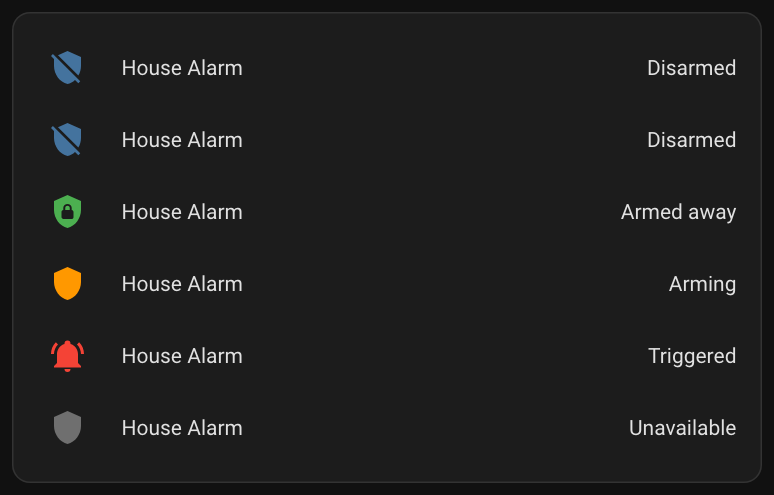 House Alarm Disarmed
House Alarm Disarmed
House Alarm Armed away
House Alarm Arming
House Alarm Triggered
House Alarm Unavailable